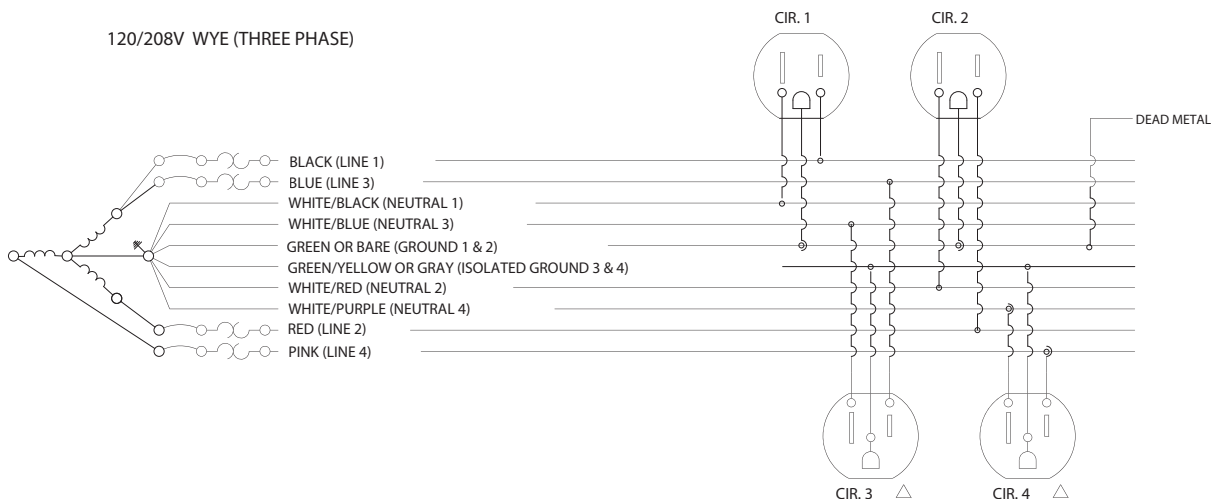 CIR. 1
CIR. 2
120/208V WYE (THREE PHASE)
DEAD METAL
BLACK (LINE 1)
BLUE (LINE 3)
WHITE/BLACK (NEUTRAL 1)
WHITE/BLUE (NEUTRAL 3)
GREEN OR BARE (GROUND 1 & 2)
GREEN/YELLOW OR GRAY (ISOLATED GROUND 3 & 4)
WHITE/RED (NEUTRAL 2)
WHITE/PURPLE (NEUTRAL 4)
RED (LINE 2)
PINK (LINE 4)
CIR. 3
CIR. 4